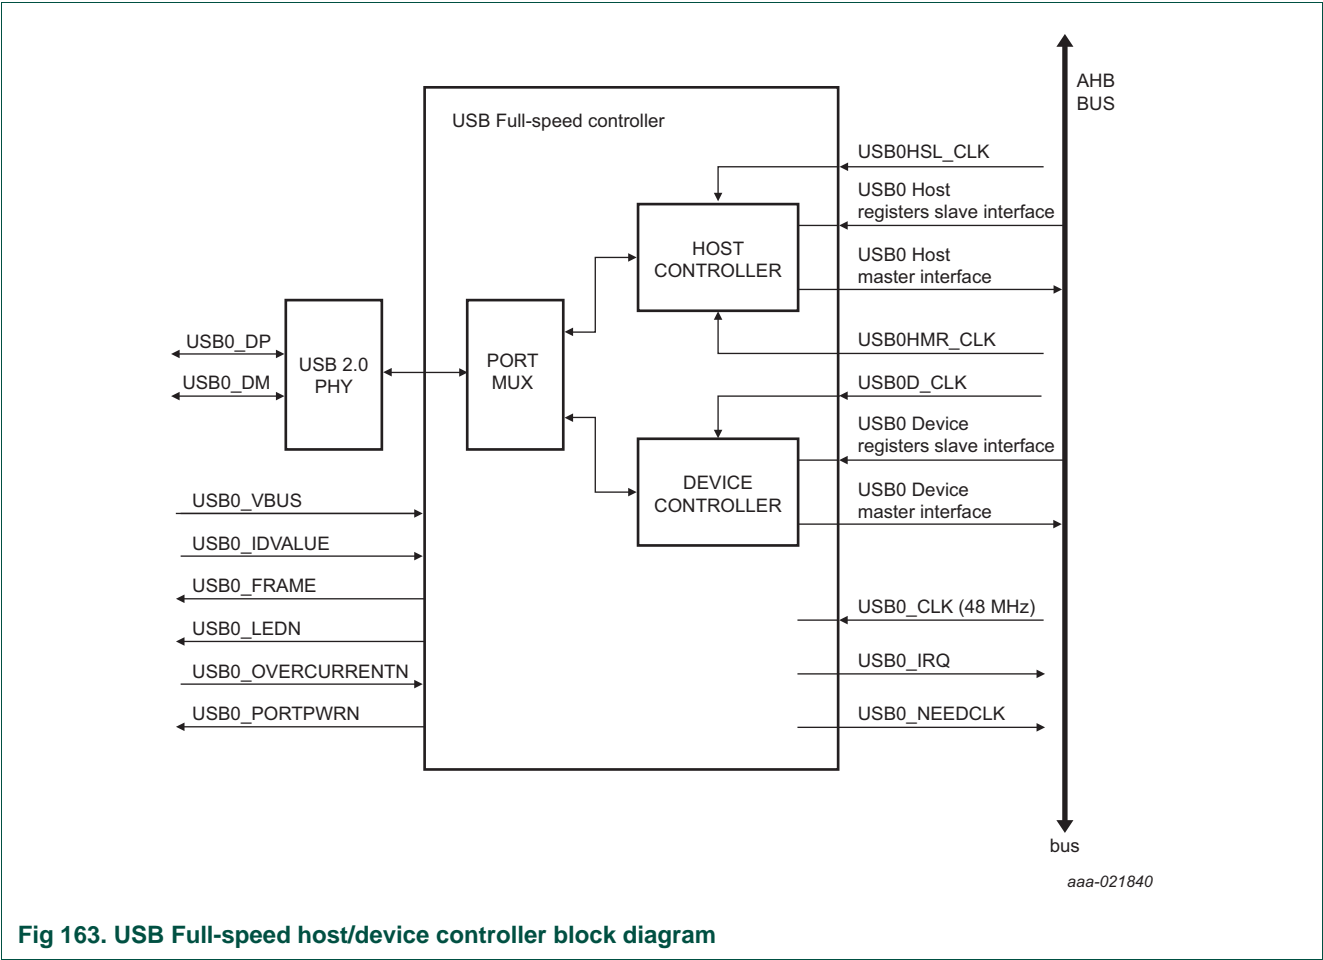 AHB
BUS
USB Full-speed controller
USB0HSL_CLK
USB0 Host
registers slave interface
HOST
CONTROLLER
USB0 Host
master interface
USB0_DP
USB0_DM
USB 2.0
PHY
PORT
MUX
USB0HMR_CLK
USB0D_CLK
USB0 Device
registers slave interface
DEVICE
CONTROLLER
USB0 Device
master interface
USB0_VBUS
USB0_IDVALUE
USB0_FRAME
USB0_LEDN
USB0_OVERCURRENTN
USB0_PORTPWRN
USB0_CLK (48 MHz)
USB0_IRQ
USB0_NEEDCLK
bus
aaa-021840
Fig 163. USB Full-speed host/device controller block diagram